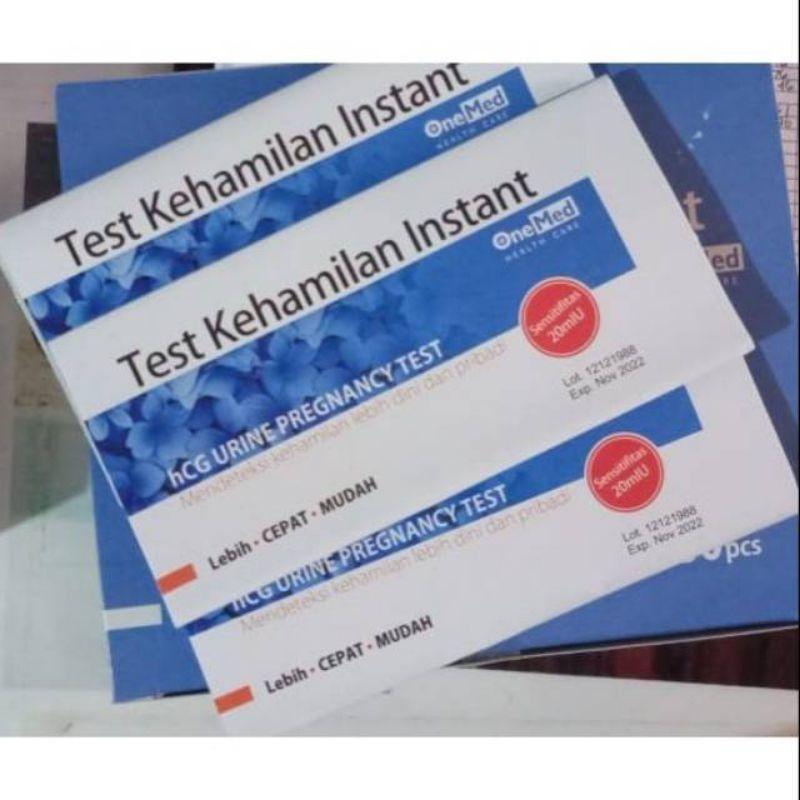 Test Kehamilan Instant
OneMed
HEALTH CARE
Test Kehamilan Instant
OneMed
HEALTH CARE
Sensitifitas
20mIU
hCG URINE PREGNANCY TEST
Mendeteksi kehamilan lebih dini dan pribadi
Lot. 12121988
Exp. Nov 2022
Lebih • CEPAT • MUDAH
Sensitifitas
20mIU
hCG URINE PREGNANCY TEST
Mendeteksi kehamilan lebih dini dan pribadi
Lot. 12121988
Exp. Nov 2022
Lebih • CEPAT • MUDAH
pcs